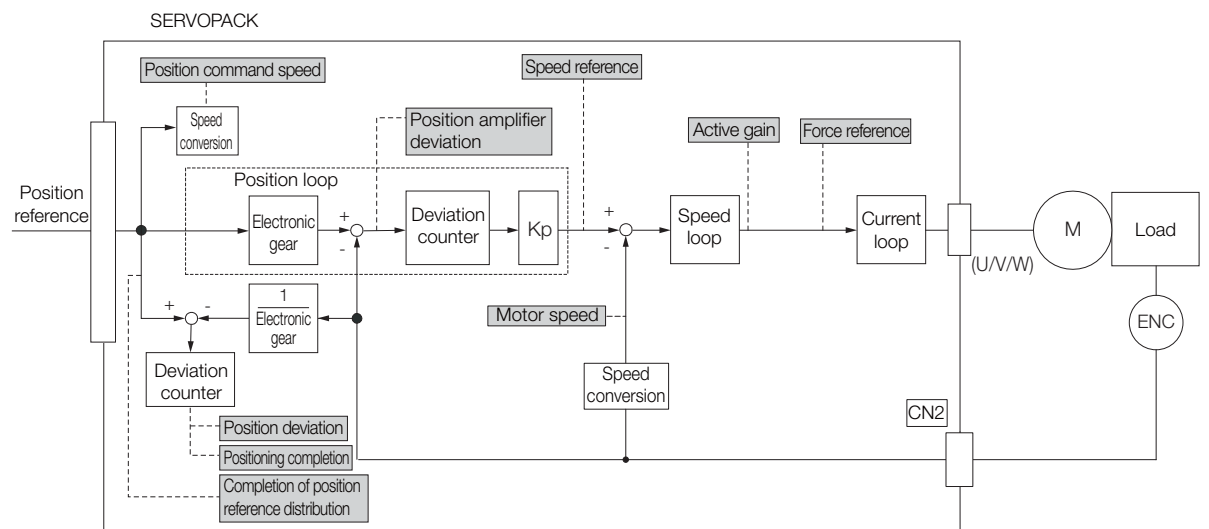 SERVOPACK
Position command speed
Speed reference
Speed
conversion
Position amplifier
deviation
Active gain
Force reference
Position
reference
Position loop
Electronic
gear
+
-
Deviation
counter
Kp
+
-
Speed
loop
Current
loop
M
Load
(U/V/W)
+
-
1
Electronic
gear
Motor speed
ENC
Deviation
counter
Speed
conversion
CN2
Position deviation
Positioning completion
Completion of position
reference distribution